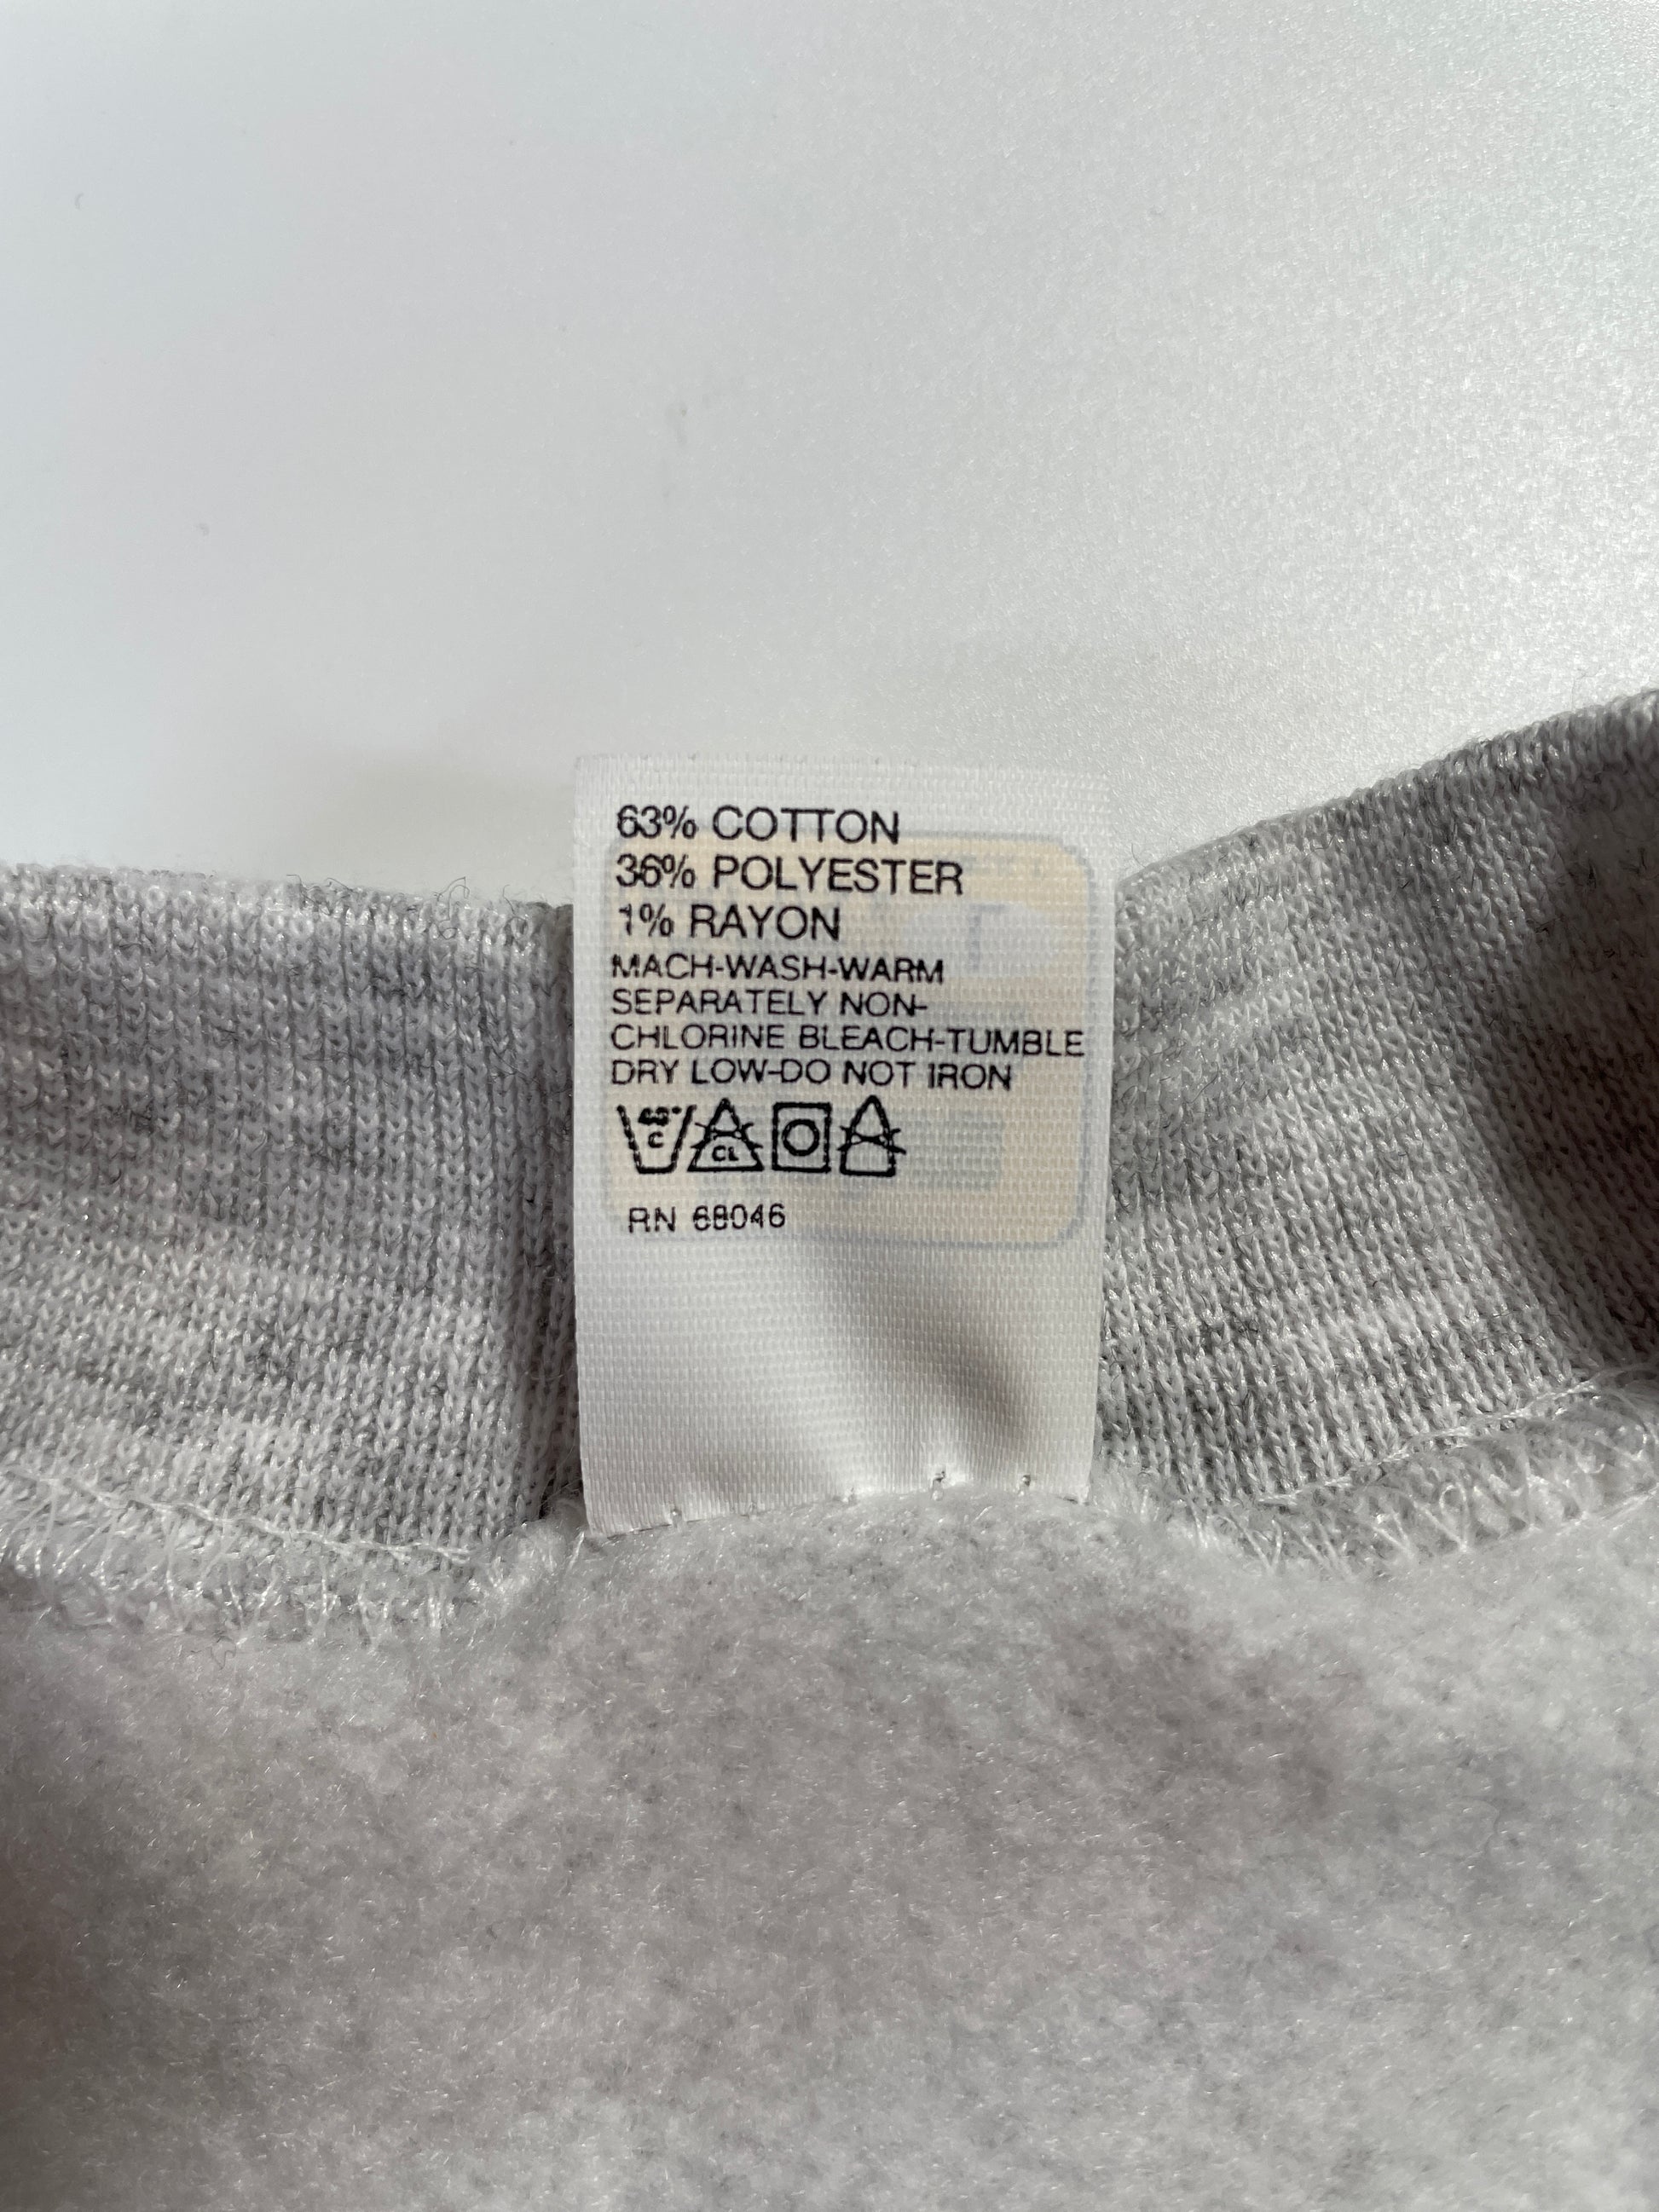 63% COTTON
36% POLYESTER
1% RAYON
MACH-WASH-WARM
SEPARATELY NON-
CHLORINE BLEACH-TUMBLE
DRY LOW-DO NOT IRON
C
CL
RN 68046